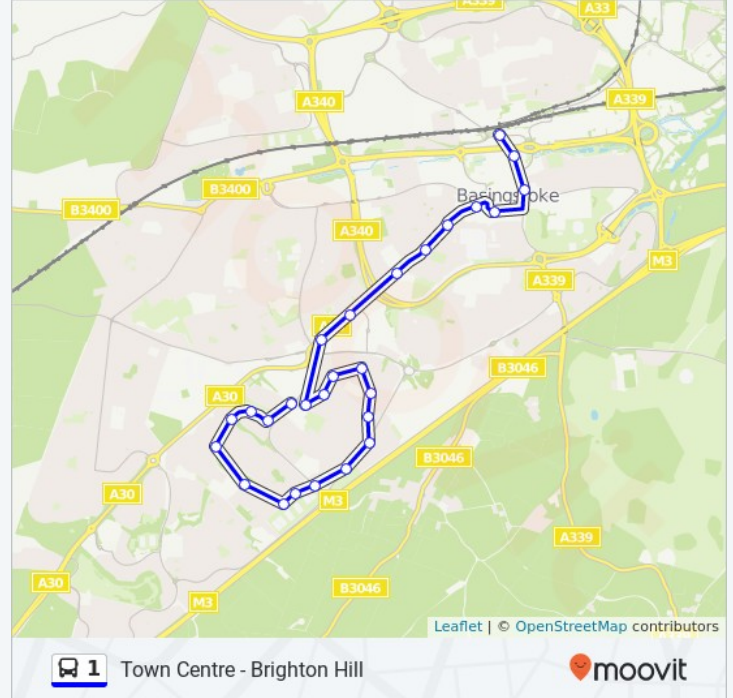 A339
A33
A340
A339
B3400
B3400
Basingstoke
A340
M3
A339
B3046
A30
B3046
A30
M3
A339
A30
B3046
M3
Leaflet | © OpenStreetMap contributors
1 Town Centre - Brighton Hill
moovit